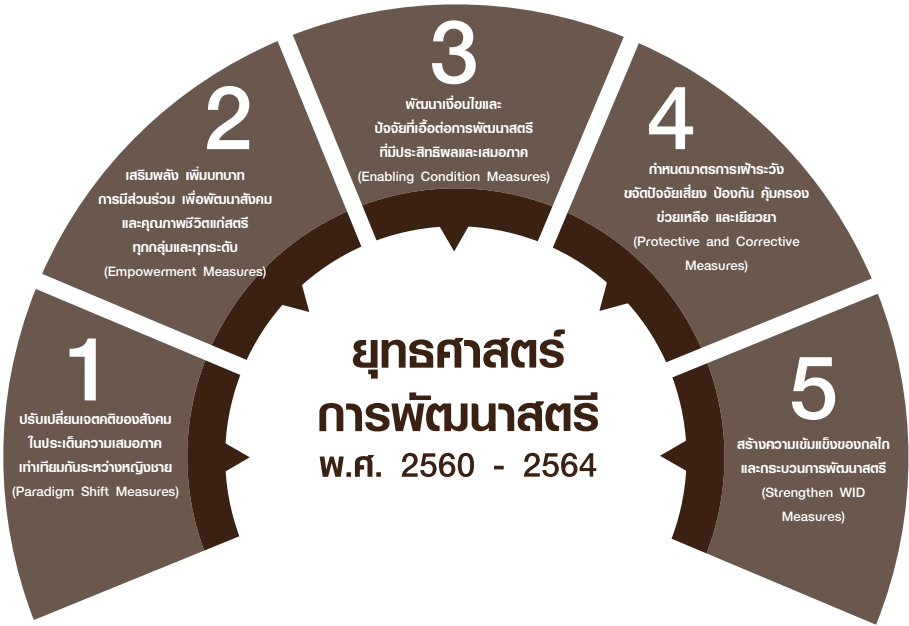 1
ปรับเปลี่ยนเจตคติของสังคม
ในประเด็นความเสมอภาค
เท่าเทียมกันระหว่างหญิงชาย
(Paradigm Shift Measures)
2
เสริมพลัง เพิ่มบทบาท
การมีส่วนร่วม เพื่อพัฒนาสังคม
และคุณภาพชีวิตแก่สตรี
ทุกกลุ่มและทุกระดับ
(Empowerment Measures)
3
พัฒนาเงื่อนไขและ
ปัจจัยที่เอื้อต่อการพัฒนาสตรี
ที่มีประสิทธิผลและเสมอภาค
(Enabling Condition Measures)
4
กำหนดมาตรการเฝ้าระวัง
ขจัดปัจจัยเสี่ยง ป้องกัน คุ้มครอง
ช่วยเหลือ และเยียวยา
(Protective and Corrective
Measures)
5
สร้างความเข้มแข็งของกลไก
และกระบวนการพัฒนาสตรี
(Strengthen WID
Measures)
ยุทธศาสตร์
การพัฒนาสตรี
พ.ศ. 2560 - 2564